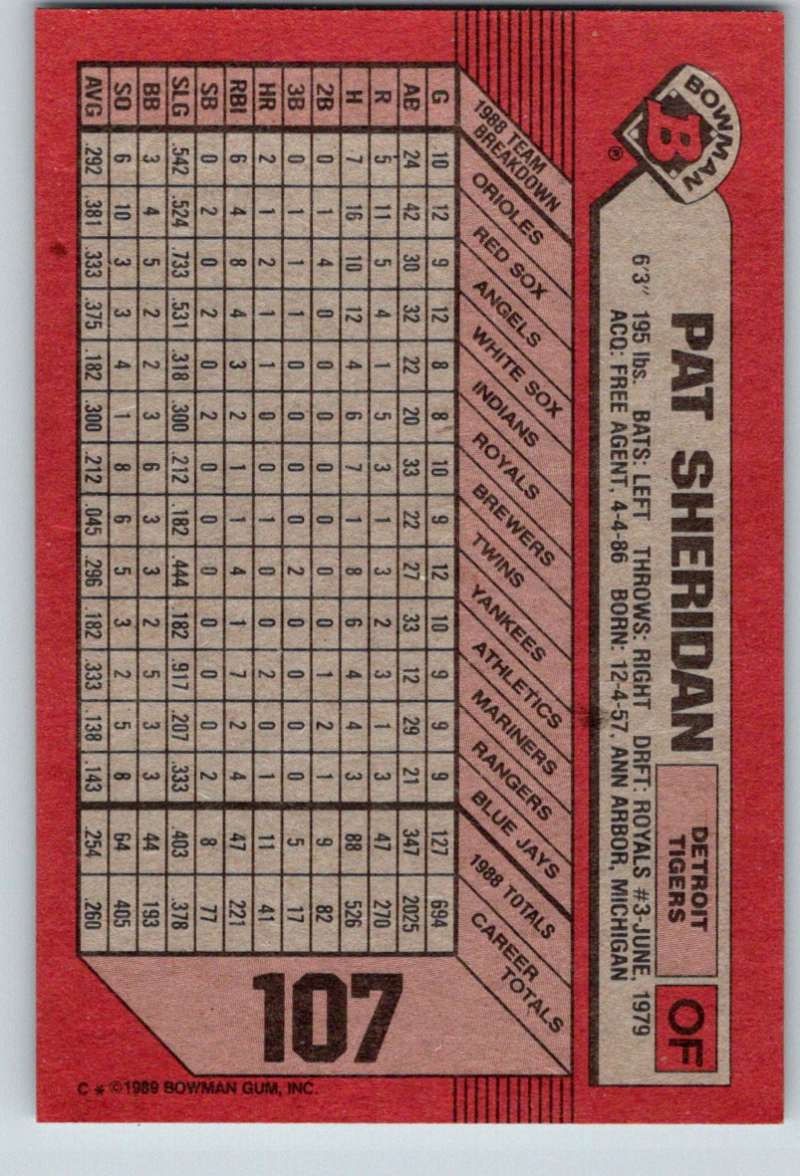 BOWMAN
B
®
PAT SHERIDAN
DETROIT
TIGERS
OF
6'3" 195 lbs. BATS: LEFT THROWS: RIGHT DRFT: ROYALS #3-JUNE, 1979
ACQ: FREE AGENT, 4-4-86 BORN: 12-4-57, ANN ARBOR, MICHIGAN
1988 TEAM
BREAKDOWN
ORIOLES
RED SOX
ANGELS
WHITE SOX
INDIANS
ROYALS
BREWERS
TWINS
YANKEES
ATHLETICS
MARINERS
RANGERS
BLUE JAYS
1988 TOTALS
CAREER
TOTALS
G 10 12 9 12 8 8 10 9 12 10 9 9 9 127 694
AB 24 42 30 32 22 20 33 22 27 33 12 29 21 347 2025
R 5 11 5 4 1 5 3 1 3 2 3 1 3 47 270
H 7 16 10 12 4 6 7 1 8 6 4 4 3 88 526
2B 0 1 4 0 0 0 0 0 0 0 1 2 1 9 82
3B 0 1 1 1 0 0 0 0 2 0 0 0 0 5 17
HR 2 1 2 1 1 0 0 1 0 0 2 0 1 11 41
RBI 6 4 8 4 3 2 1 1 4 1 7 2 4 47 221
SB 0 2 0 2 0 2 0 0 0 0 0 0 2 8 77
SLG .542 .524 .733 .531 .318 .300 .212 .182 .444 .182 .917 .207 .333 .403 .378
BB 3 4 5 2 2 3 6 3 3 2 5 3 3 44 193
SO 6 10 3 3 4 1 8 6 5 3 2 5 8 64 405
AVG .292 .381 .333 .375 .182 .300 .212 .045 .296 .182 .333 .138 .143 .254 .260
107
C * ©1989 BOWMAN GUM, INC.